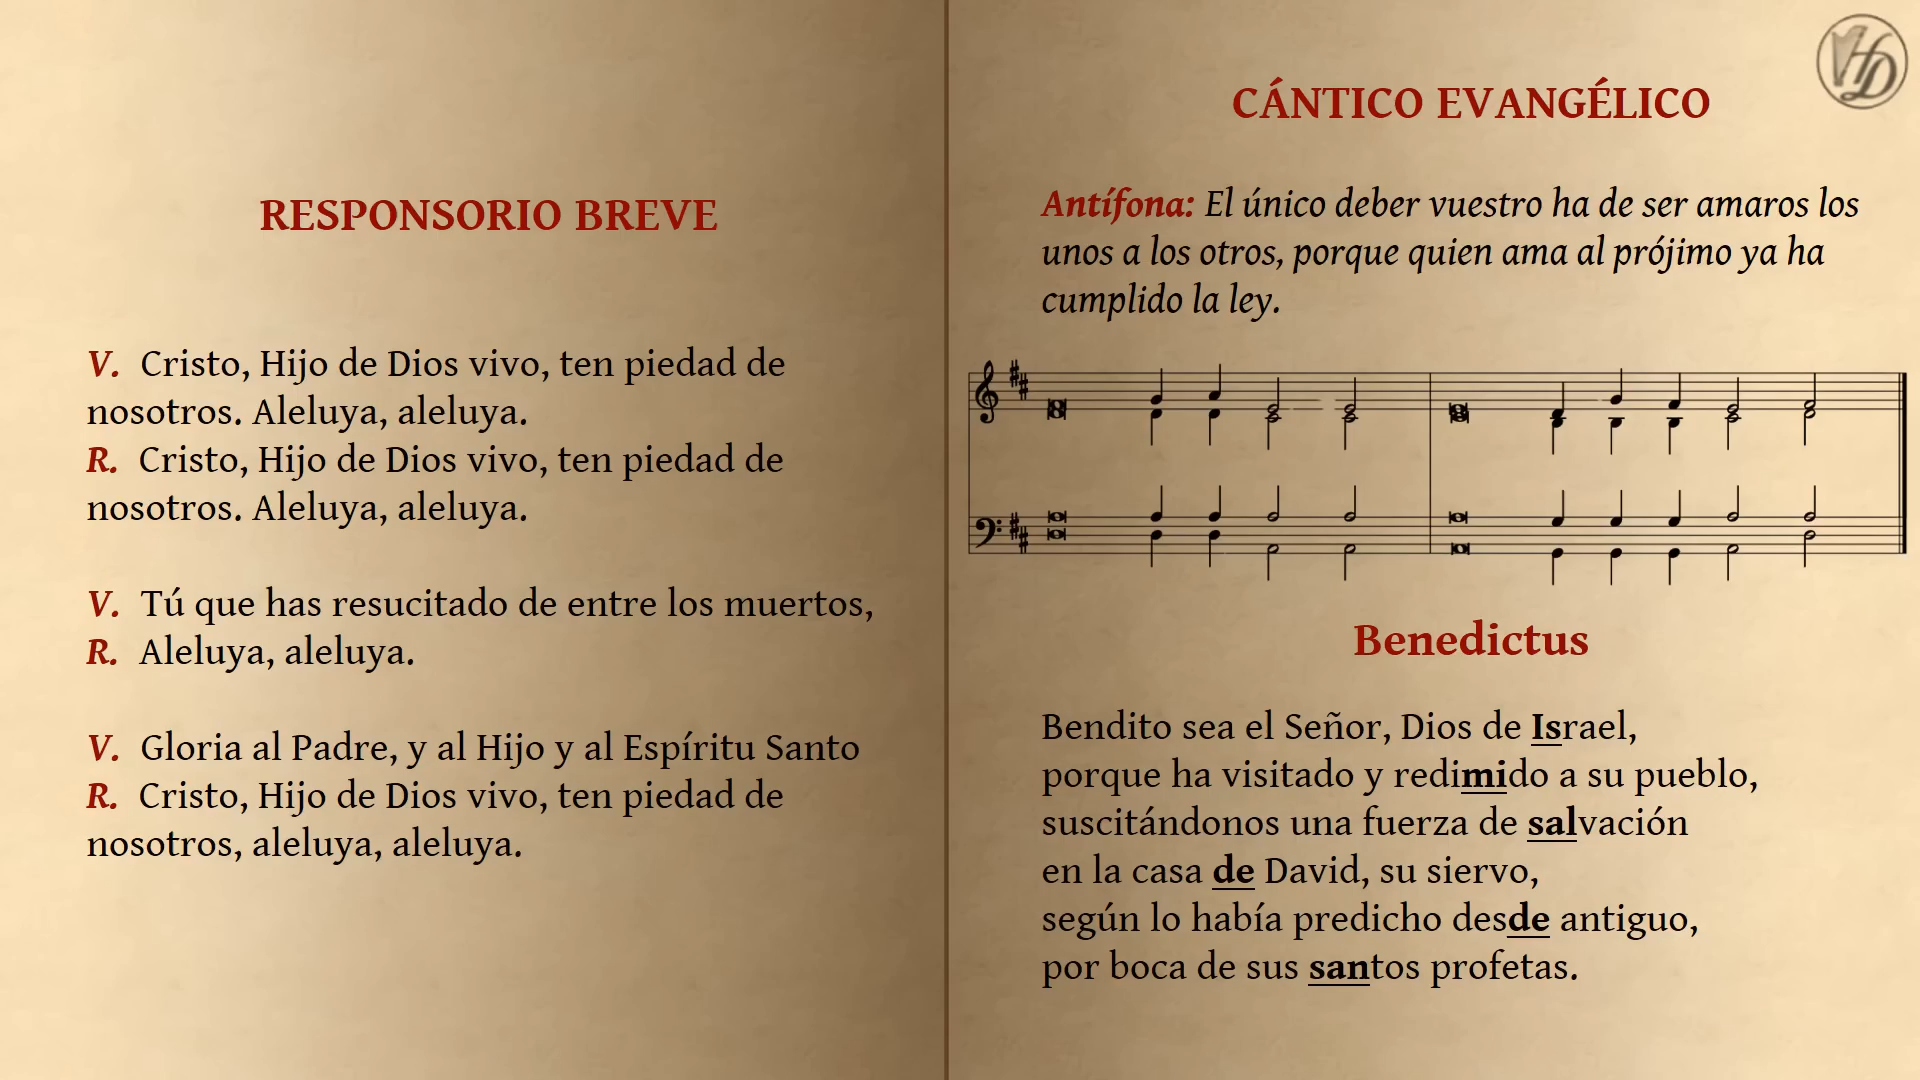 RESPONSORIO BREVE
V. Cristo, Hijo de Dios vivo, ten piedad de
nosotros. Aleluya, aleluya.
R. Cristo, Hijo de Dios vivo, ten piedad de
nosotros. Aleluya, aleluya.
V. Tú que has resucitado de entre los muertos,
R. Aleluya, aleluya.
V. Gloria al Padre, y al Hijo y al Espíritu Santo
R. Cristo, Hijo de Dios vivo, ten piedad de
nosotros, aleluya, aleluya.
HD
CÁNTICO EVANGÉLICO
Antífona: El único deber vuestro ha de ser amaros los
unos a los otros, porque quien ama al prójimo ya ha
cumplido la ley.
Benedictus
Bendito sea el Señor, Dios de Israel,
porque ha visitado y redimido a su pueblo,
suscitándonos una fuerza de salvación
en la casa de David, su siervo,
según lo había predicho desde antiguo,
por boca de sus santos profetas.